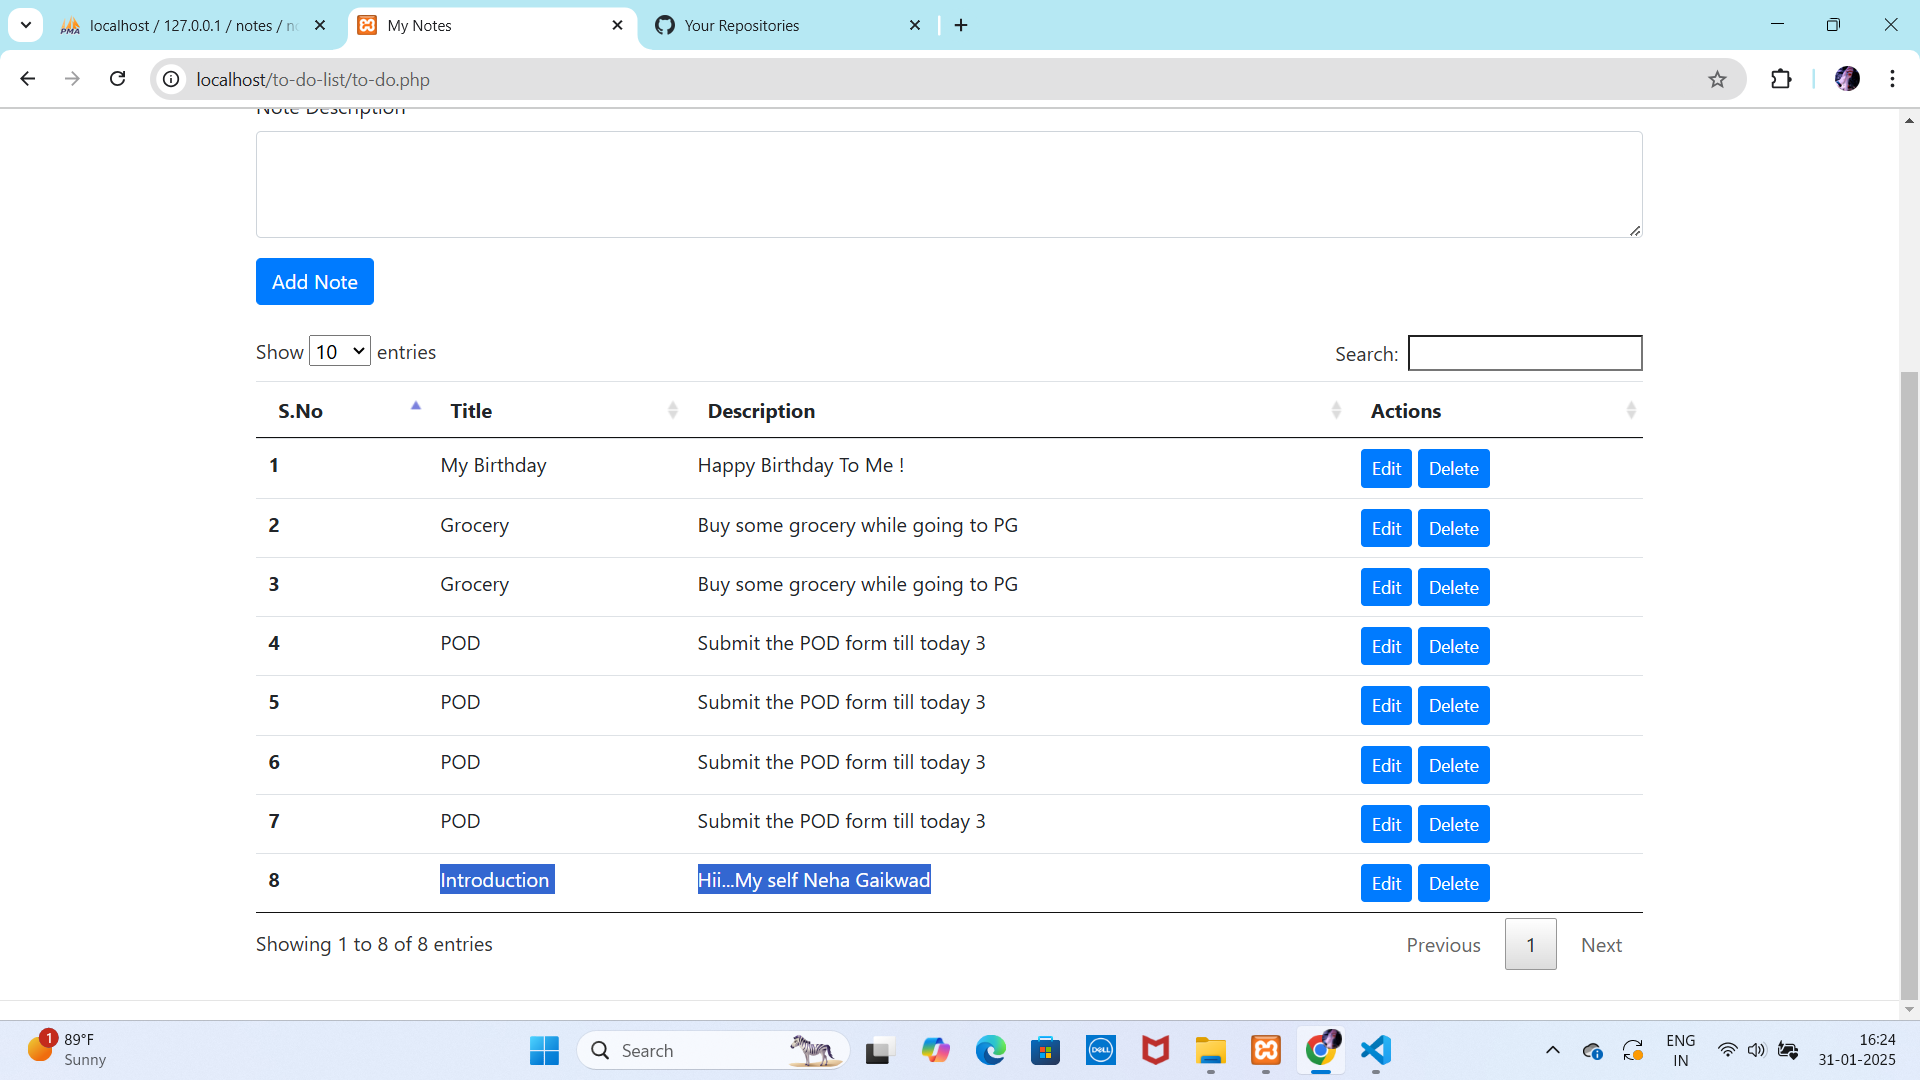 localhost / 127.0.0.1 / notes / n
My Notes
Your Repositories
localhost/to-do-list/to-do.php
Note Description
Add Note
Show 10 entries
Search:
S.No Title Description Actions
1 My Birthday Happy Birthday To Me ! Edit Delete
2 Grocery Buy some grocery while going to PG Edit Delete
3 Grocery Buy some grocery while going to PG Edit Delete
4 POD Submit the POD form till today 3 Edit Delete
5 POD Submit the POD form till today 3 Edit Delete
6 POD Submit the POD form till today 3 Edit Delete
7 POD Submit the POD form till today 3 Edit Delete
8 Introduction Hii...My self Neha Gaikwad Edit Delete
Showing 1 to 8 of 8 entries
Previous 1 Next
1
89°F
Sunny
Search
DELL
ENG
IN
16:24
31-01-2025